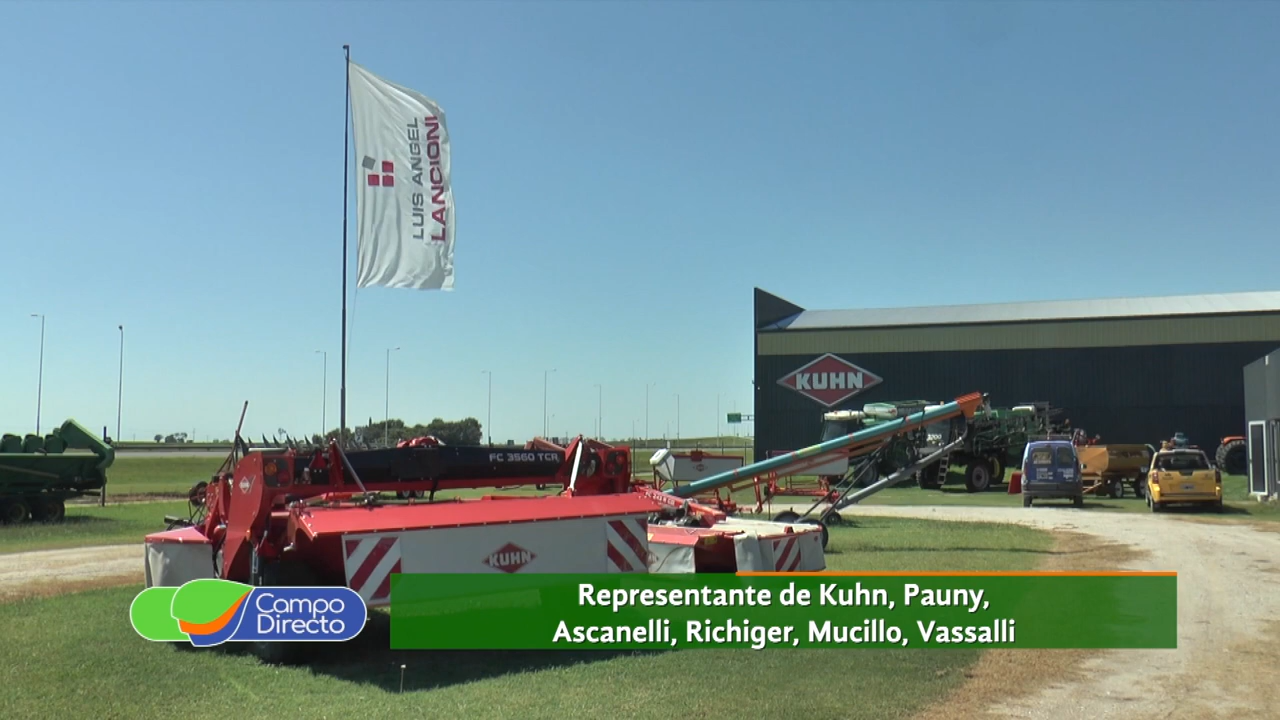 LUIS ANGEL
LANCIONI
KUHN
FC 3560 TCR
KUHN
Campo
Directo
Representante de Kuhn, Pauny,
Ascanelli, Richiger, Mucillo, Vassalli